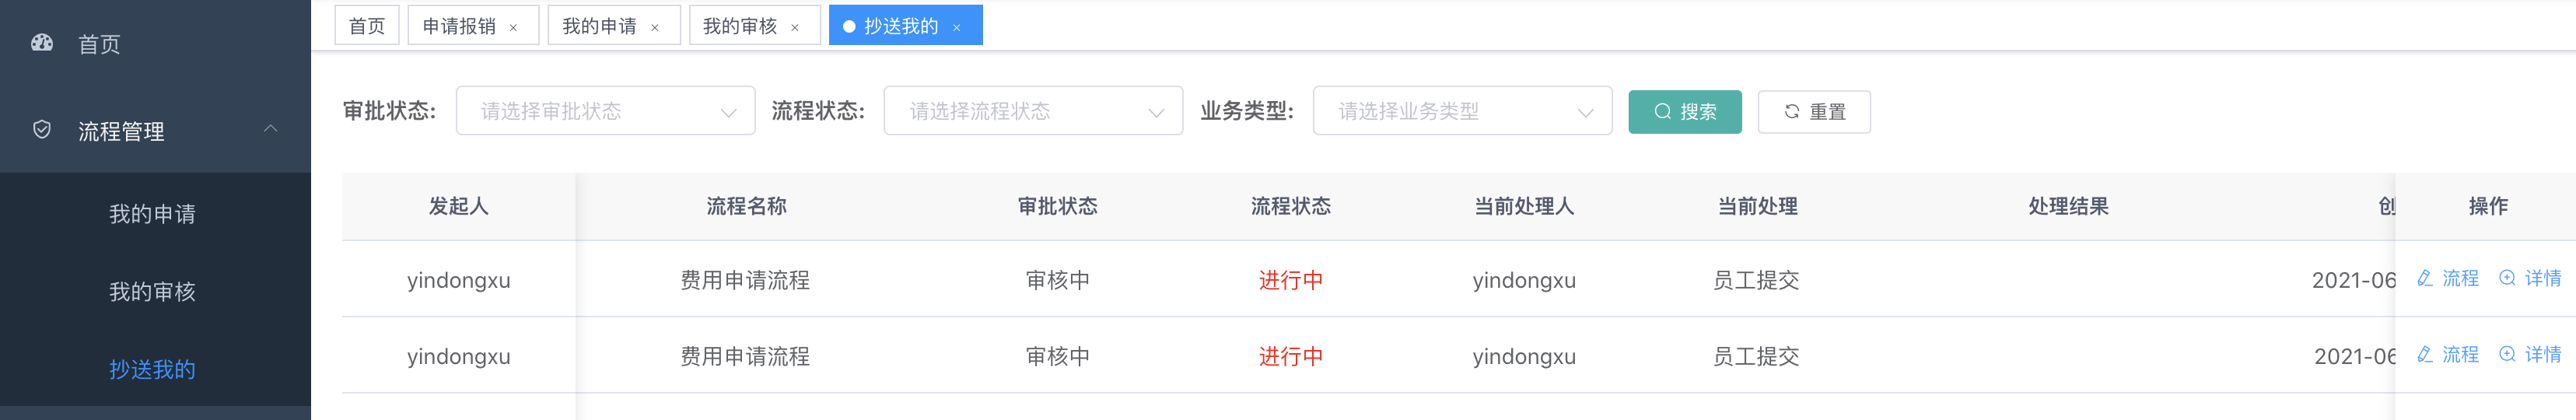 首页
流程管理
我的申请
我的审核
抄送我的
首页 申请报销 × 我的申请 × 我的审核 × 抄送我的 ×
审批状态: 请选择审批状态 流程状态: 请选择流程状态 业务类型: 请选择业务类型 搜索 重置
发起人 流程名称 审批状态 流程状态 当前处理人 当前处理 处理结果 创 操作
yindongxu 费用申请流程 审核中 进行中 yindongxu 员工提交 2021-06 流程 详情
yindongxu 费用申请流程 审核中 进行中 yindongxu 员工提交 2021-06 流程 详情